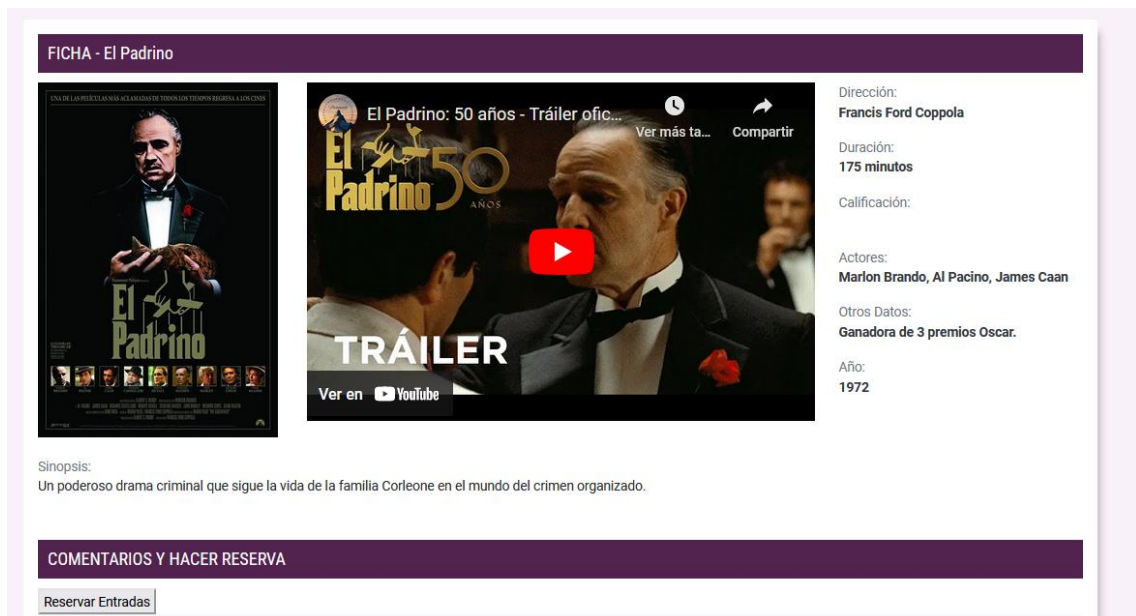 FICHA - El Padrino
UNA DE LAS PELÍCULAS MÁS ACLAMADAS DE TODOS LOS TIEMPOS REGRESA A LOS CINES
El
Padrino
El Padrino: 50 años - Tráiler ofic...
Ver más ta...
Compartir
El
Padrino
50
AÑOS
TRÁILER
Ver en YouTube
Dirección:
Francis Ford Coppola
Duración:
175 minutos
Calificación:
Actores:
Marlon Brando, Al Pacino, James Caan
Otros Datos:
Ganadora de 3 premios Oscar.
Año:
1972
Sinopsis:
Un poderoso drama criminal que sigue la vida de la familia Corleone en el mundo del crimen organizado.
COMENTARIOS Y HACER RESERVA
Reservar Entradas